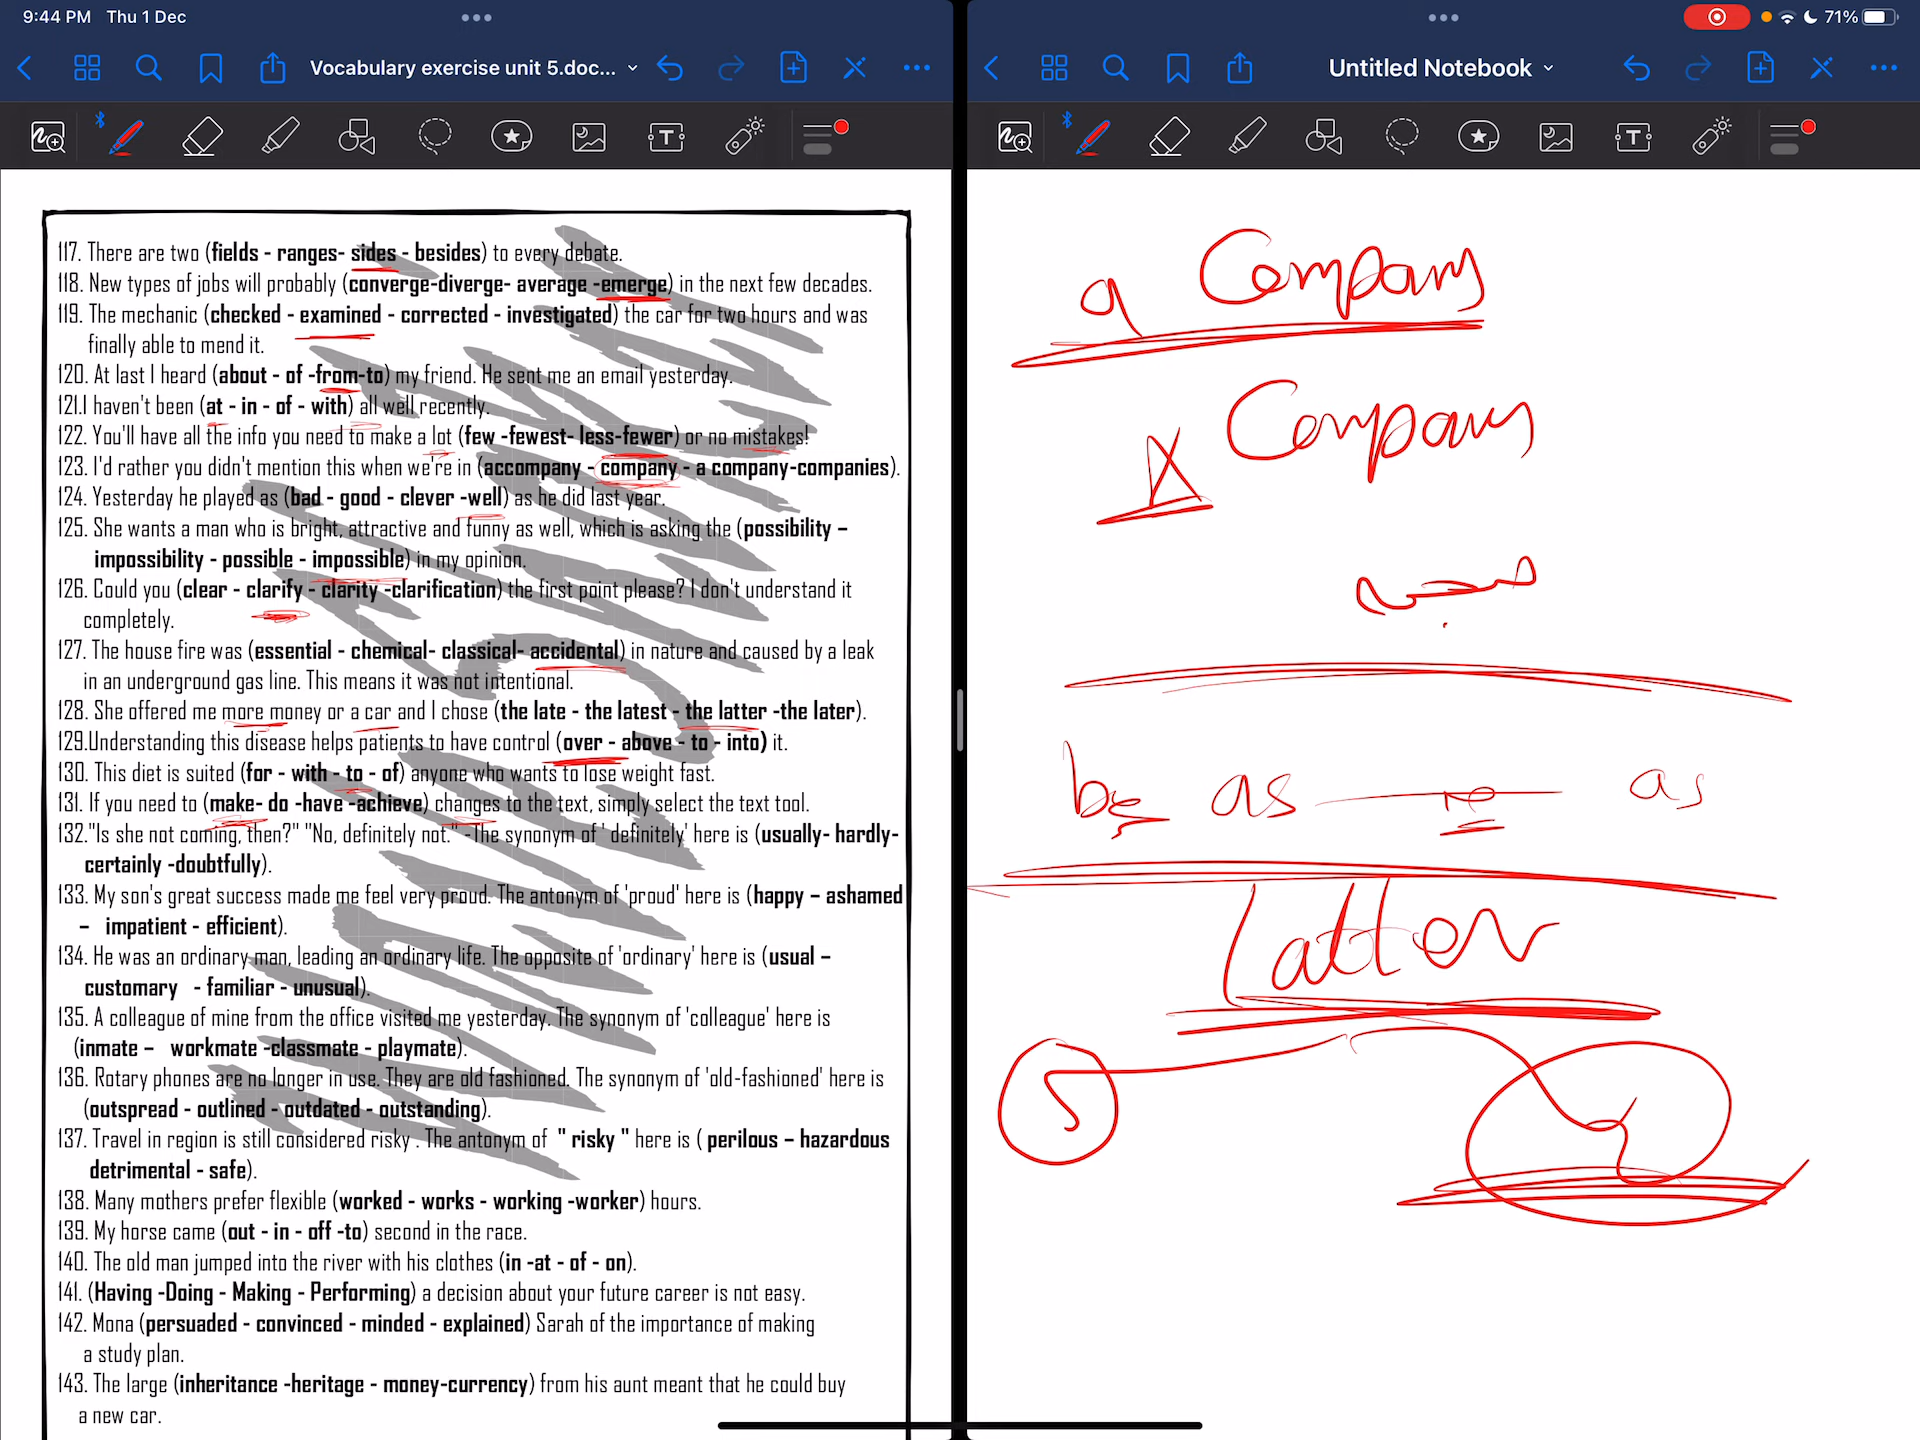 9:44 PM Thu 1 Dec
71%
Vocabulary exercise unit 5.doc...
Untitled Notebook
117. There are two (fields - ranges- sides - besides) to every debate.
118. New types of jobs will probably (converge-diverge- average -emerge) in the next few decades.
119. The mechanic (checked - examined - corrected - investigated) the car for two hours and was
finally able to mend it.
120. At last I heard (about - of -from-to) my friend. He sent me an email yesterday.
121.I haven't been (at - in - of - with) all well recently.
122. You'll have all the info you need to make a lot (few -fewest- less-fewer) or no mistakes!
123. I'd rather you didn't mention this when we're in (accompany - company - a company-companies).
124. Yesterday he played as (bad - good - clever -well) as he did last year.
125. She wants a man who is bright, attractive and funny as well, which is asking the (possibility –
impossibility - possible - impossible) in my opinion.
126. Could you (clear - clarify - clarity -clarification) the first point please? I don't understand it
completely.
127. The house fire was (essential - chemical- classical- accidental) in nature and caused by a leak
in an underground gas line. This means it was not intentional.
128. She offered me more money or a car and I chose (the late - the latest - the latter -the later).
129.Understanding this disease helps patients to have control (over - above - to - into) it.
130. This diet is suited (for - with - to - of) anyone who wants to lose weight fast.
131. If you need to (make- do -have -achieve) changes to the text, simply select the text tool.
132."Is she not coming, then?" "No, definitely not." -The synonym of ' definitely' here is (usually- hardly-
certainly -doubtfully).
133. My son's great success made me feel very proud. The antonym of 'proud' here is (happy – ashamed
– impatient - efficient).
134. He was an ordinary man, leading an ordinary life. The opposite of 'ordinary' here is (usual –
customary - familiar - unusual).
135. A colleague of mine from the office visited me yesterday. The synonym of 'colleague' here is
(inmate – workmate -classmate - playmate).
136. Rotary phones are no longer in use. They are old fashioned. The synonym of 'old-fashioned' here is
(outspread - outlined - outdated - outstanding).
137. Travel in region is still considered risky . The antonym of " risky " here is ( perilous – hazardous
detrimental - safe).
138. Many mothers prefer flexible (worked - works - working -worker) hours.
139. My horse came (out - in - off -to) second in the race.
140. The old man jumped into the river with his clothes (in -at - of - on).
141. (Having -Doing - Making - Performing) a decision about your future career is not easy.
142. Mona (persuaded - convinced - minded - explained) Sarah of the importance of making
a study plan.
143. The large (inheritance -heritage - money-currency) from his aunt meant that he could buy
a new car.
a Company
Company
as as
Latter